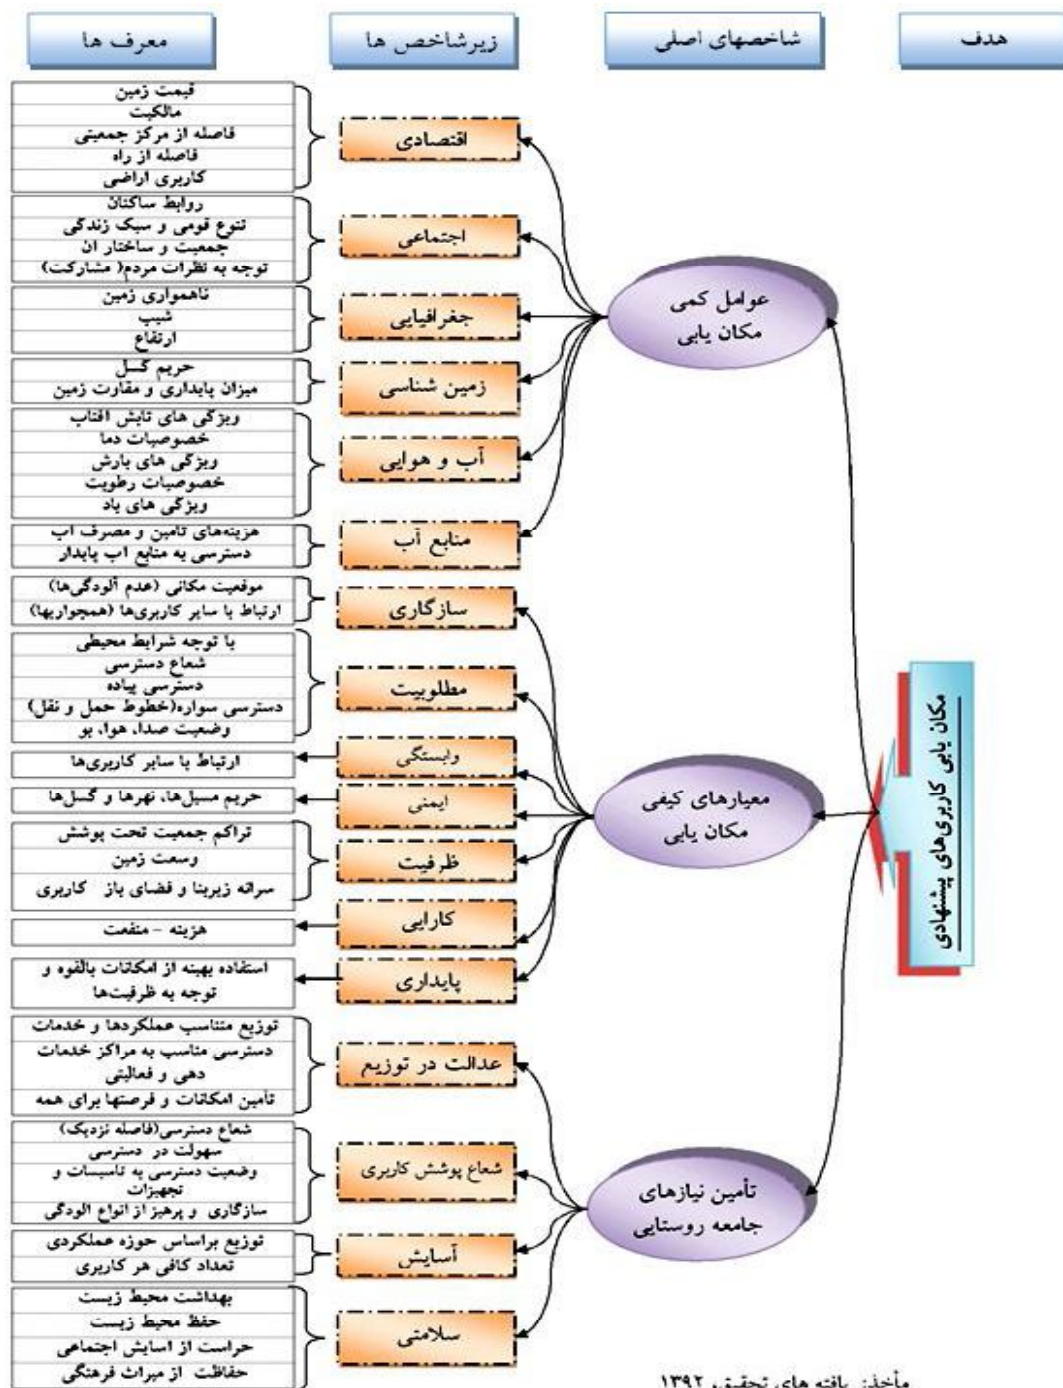 هدف
شاخصهای اصلی
زیرشاخص ها
معرف ها
مکان یابی کاربری‌های پیشنهادی
عوامل کمی
مکان یابی
اقتصادی
قیمت زمین
مالکیت
فاصله از مرکز جمعیتی
فاصله از راه
کاربری اراضی
اجتماعی
روابط ساکنان
تنوع قومی و سبک زندگی
جمعیت و ساختار ان
توجه به نظرات مردم( مشارکت)
جغرافیایی
ناهمواری زمین
شیب
ارتفاع
زمین شناسی
حریم گسل
میزان پایداری و مقاومت زمین
آب و هوایی
ویژگی های تابش افتاب
خصوصیات دما
ویژگی های بارش
خصوصیات رطوبت
ویژگی های باد
منابع آب
هزینه‌های تامین و مصرف اب
دسترسی به منابع اب پایدار
معیارهای کیفی
مکان یابی
سازگاری
موقعیت مکانی (عدم آلودگی‌ها)
ارتباط با سایر کاربری‌ها (همجواریها)
مطلوبیت
با توجه شرایط محیطی
شعاع دسترسی
دسترسی پیاده
دسترسی سواره(خطوط حمل و نقل)
وضعیت صدا، هوا، بو
وابستگی
ارتباط با سایر کاربری‌ها
ایمنی
حریم مسیل‌ها، نهرها و گسل‌ها
ظرفیت
تراکم جمعیت تحت پوشش
وسعت زمین
سرانه زیربنا و فضای باز کاربری
کارایی
هزینه - منفعت
پایداری
استفاده بهینه از امکانات بالقوه و
توجه به ظرفیت‌ها
تأمین نیازهای
جامعه روستایی
عدالت در توزیع
توزیع متناسب عملکردها و خدمات
دسترسی مناسب به مراکز خدمات
دهی و فعالیتی
تأمین امکانات و فرصتها برای همه
شعاع پوشش کاربری
شعاع دسترسی(فاصله نزدیک)
سهولت در دسترسی
وضعیت دسترسی به تاسیسات و
تجهیزات
سازگاری و پرهیز از انواع الودگی
آسایش
توزیع براساس حوزه عملکردی
تعداد کافی هر کاربری
سلامتی
بهداشت محیط زیست
حفظ محیط زیست
حراست از اسایش اجتماعی
حفاظت از میراث فرهنگی
مأخذ: یافته های تحقیق، ۱۳۹۲